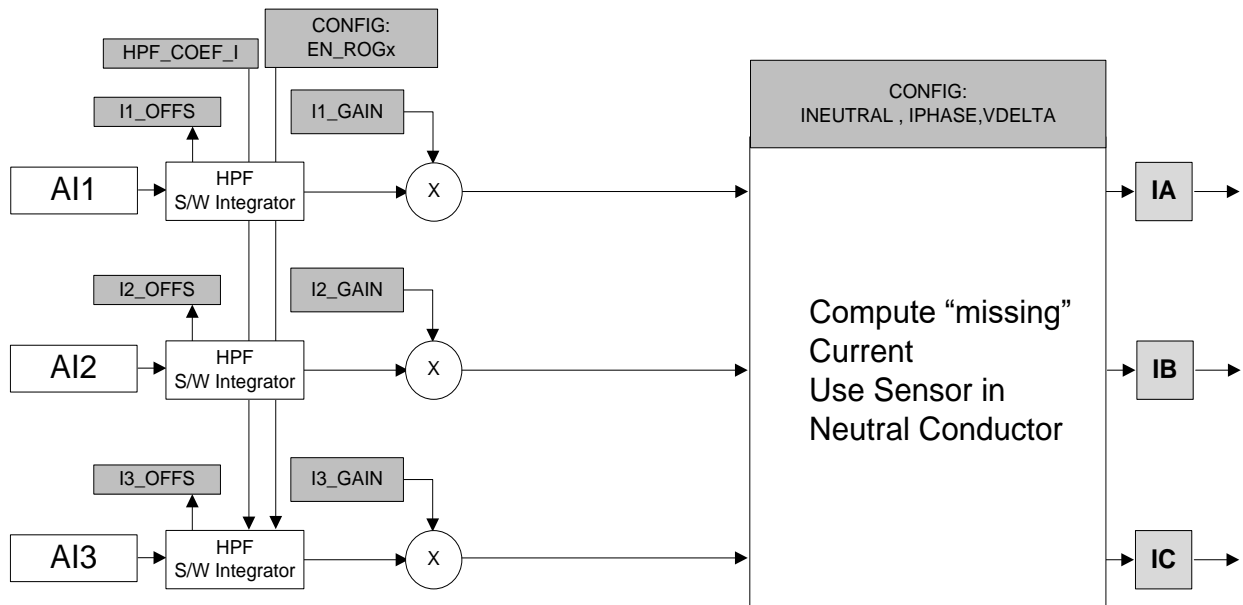 CONFIG:
EN_ROGx
HPF_COEF_I
CONFIG:
INEUTRAL , IPHASE,VDELTA
I1_OFFS
I1_GAIN
AI1
HPF
S/W Integrator
X
IA
I2_OFFS
I2_GAIN
AI2
HPF
S/W Integrator
X
IB
Compute “missing”
Current
Use Sensor in
Neutral Conductor
I3_OFFS
I3_GAIN
AI3
HPF
S/W Integrator
X
IC